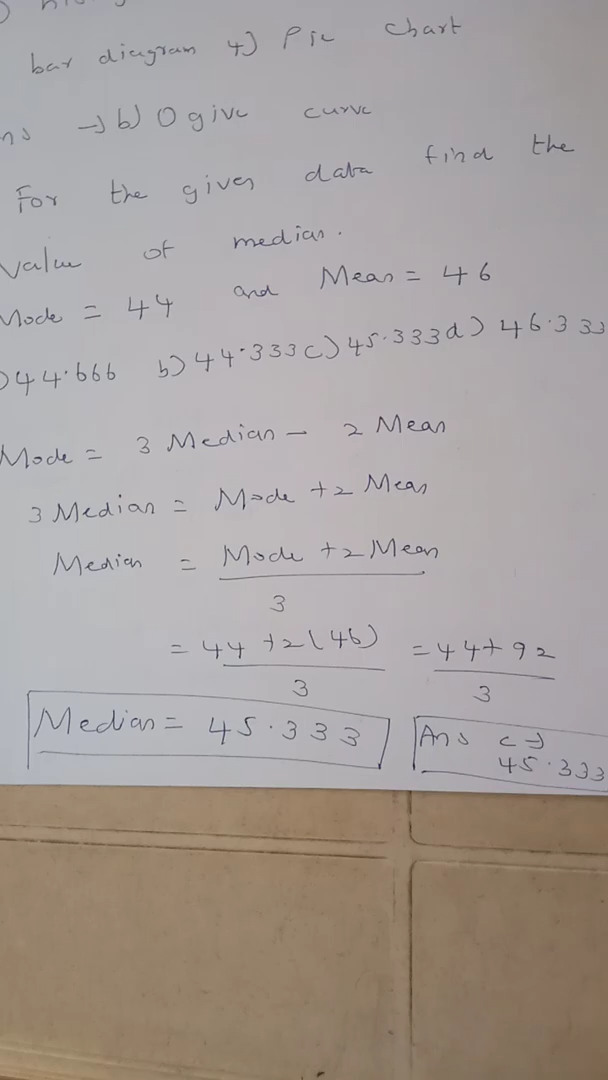 bar diagram 4) Pie chart
ns → b) Ogive curve
For the given data find the
value of median.
Mode = 44 and Mean = 46
)44.666 b)44.333 c)45.333 d)46.333
Mode = 3 Median - 2 Mean
3 Median = Mode +2 Mean
Median = Mode +2 Mean
3
= 44 +2(46) = 44+92
3 3
Median = 45.333 Ans c →
45.333